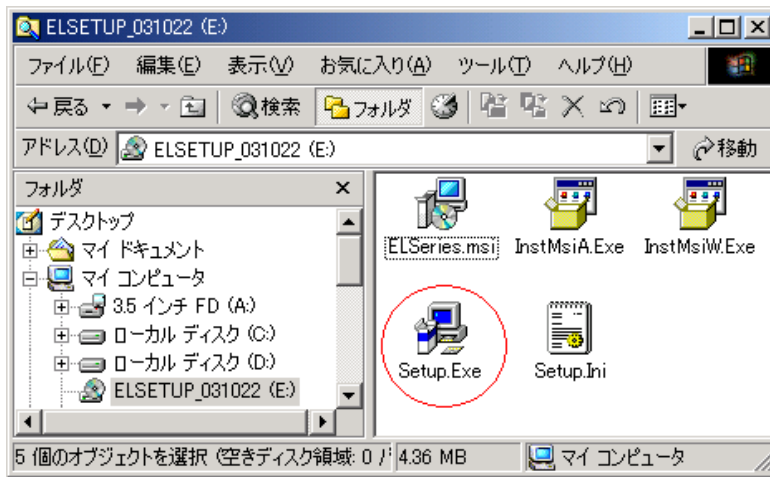 ELSETUP_031022 (E:)
ファイル(F) 編集(E) 表示(V) お気に入り(A) ツール(T) ヘルプ(H)
戻る 検索 フォルダ
アドレス(D) ELSETUP_031022 (E:) 移動
フォルダ
デスクトップ
マイ ドキュメント
マイ コンピュータ
3.5 インチ FD (A:)
ローカル ディスク (C:)
ローカル ディスク (D:)
ELSETUP_031022 (E:)
ELSeries.msi InstMsiA.Exe InstMsiW.Exe
Setup.Exe Setup.Ini
5 個のオブジェクトを選択 (空きディスク領域: 0 4.36 MB マイ コンピュータ